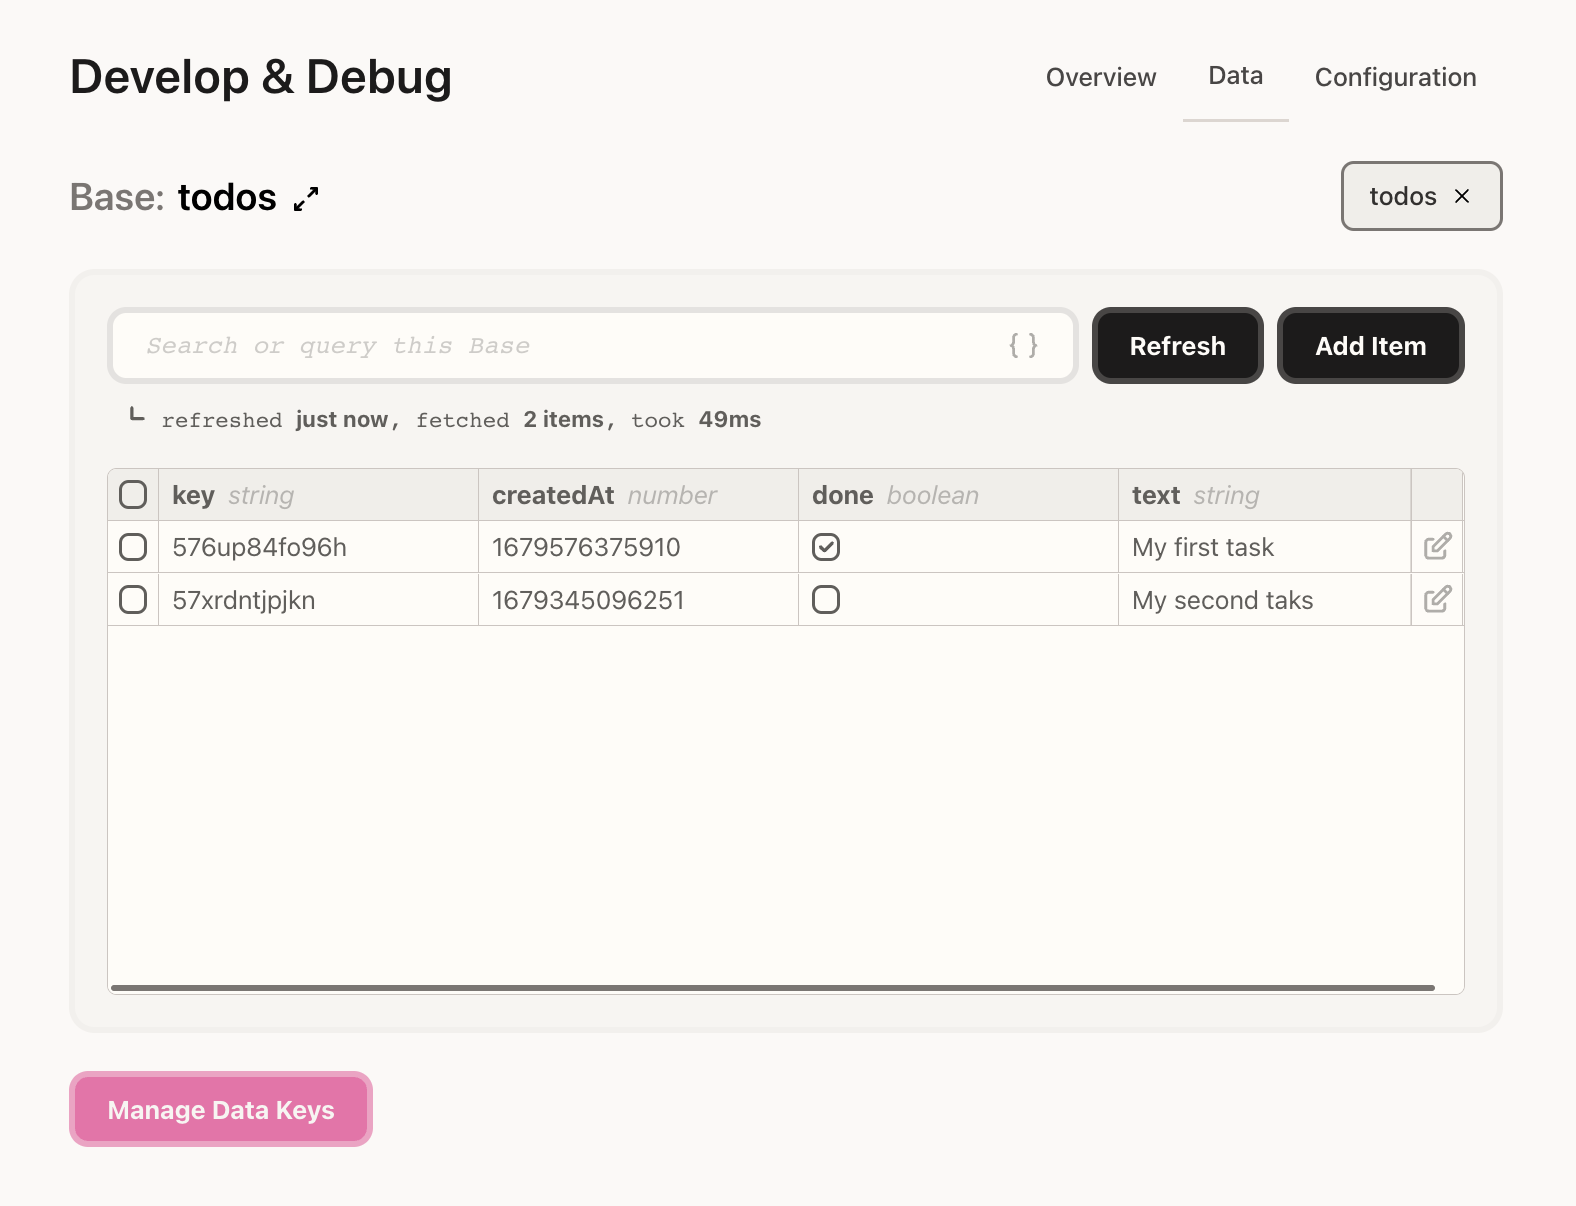 Develop & Debug
Overview Data Configuration
Base: todos
todos
Search or query this Base { }
Refresh
Add Item
refreshed just now, fetched 2 items, took 49ms
key string createdAt number done boolean text string
576up84fo96h 1679576375910 My first task
57xrdntjpjkn 1679345096251 My second taks
Manage Data Keys